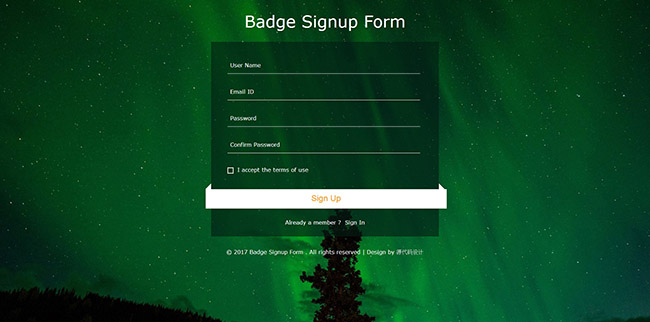 Badge Signup Form
User Name
Email ID
Password
Confirm Password
I accept the terms of use
Sign Up
Already a member ? Sign In
© 2017 Badge Signup Form . All rights reserved | Design by 源代码设计